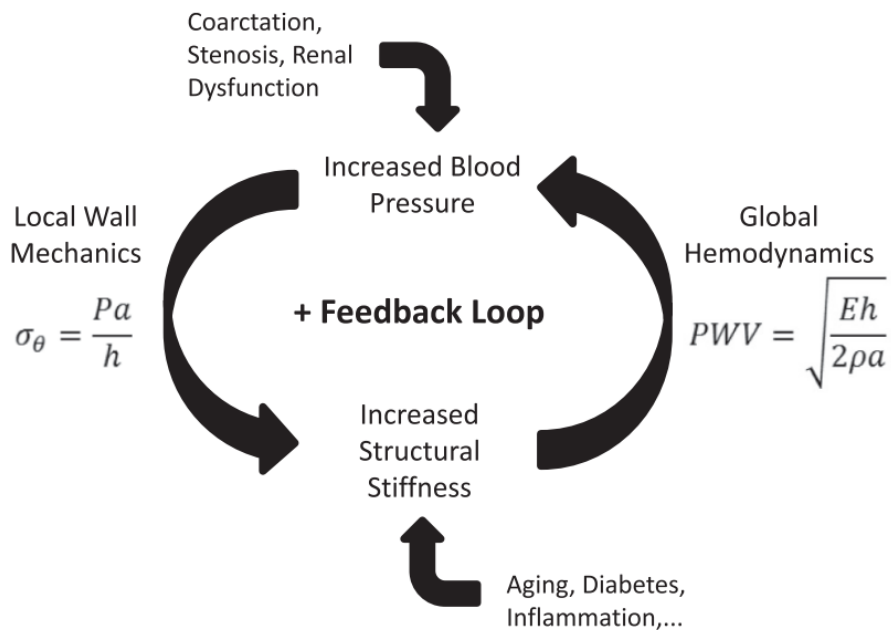 Coarctation,
Stenosis, Renal
Dysfunction
Increased Blood
Pressure
Local Wall
Mechanics
σ_θ = Pa/h
+ Feedback Loop
Global
Hemodynamics
PWV = √(Eh/2ρa)
Increased
Structural
Stiffness
Aging, Diabetes,
Inflammation,...